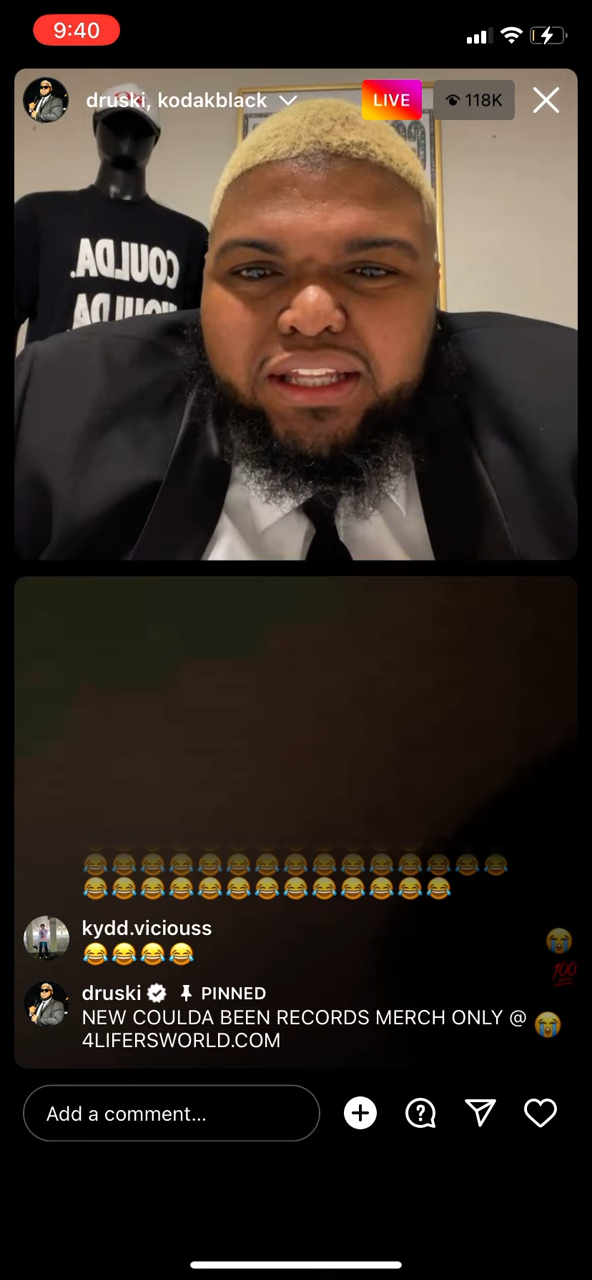 9:40
druski, kodakblack
LIVE
118K
COULDA.
WOULDA
😂😂😂😂😂😂😂😂😂😂😂😂😂😂😂
😂😂😂😂😂😂😂😂😂😂😂😂😂
kydd.viciouss
😂😂😂😂
druski PINNED
NEW COULDA BEEN RECORDS MERCH ONLY @
4LIFERSWORLD.COM
😭
💯
😭
Add a comment...